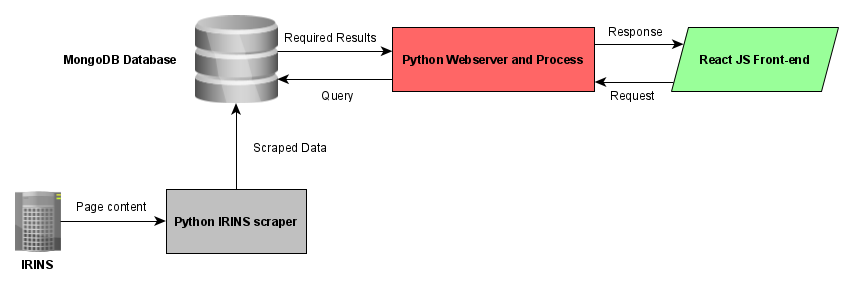 Required Results
Response
MongoDB Database
Python Webserver and Process
React JS Front-end
Query
Request
Scraped Data
Page content
Python IRINS scraper
IRINS